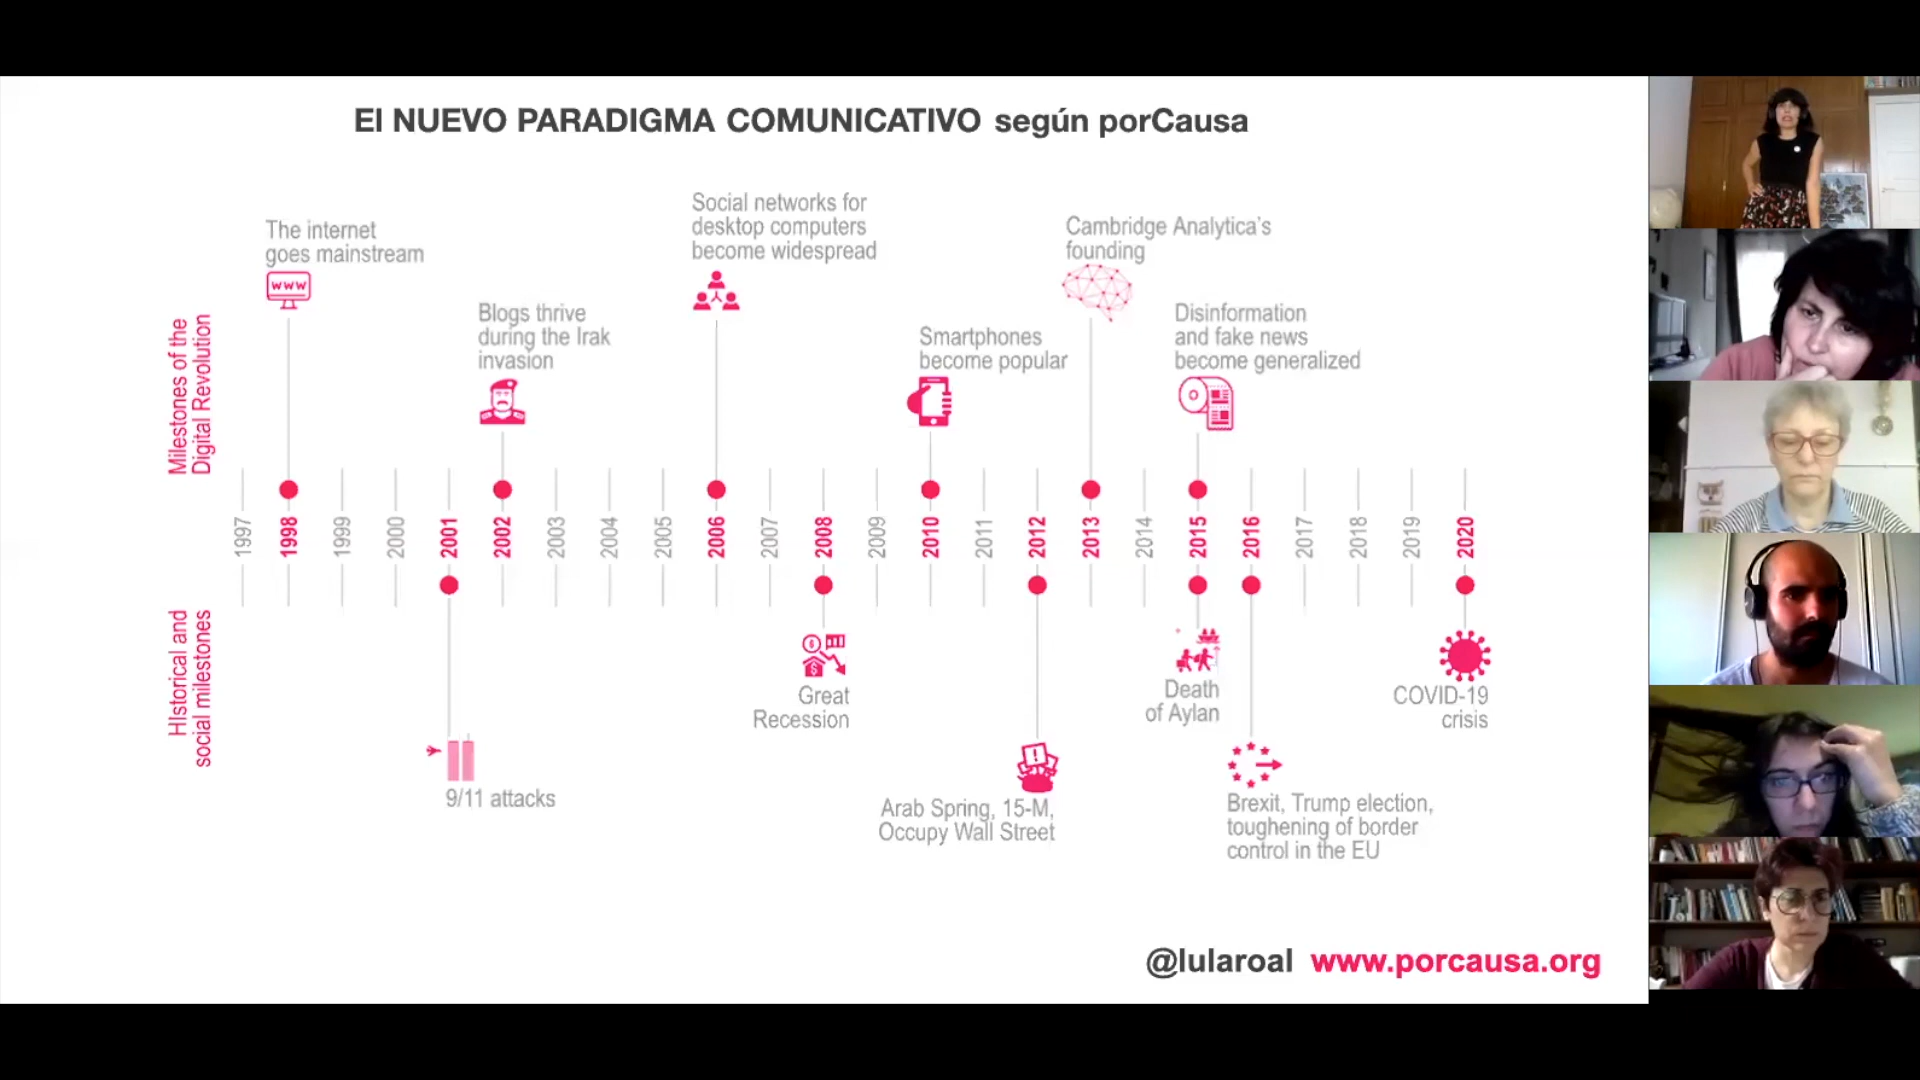 El NUEVO PARADIGMA COMUNICATIVO según porCausa
Milestones of the
Digital Revolution
The internet
goes mainstream
www
Blogs thrive
during the Irak
invasion
Social networks for
desktop computers
become widespread
Smartphones
become popular
Cambridge Analytica's
founding
Disinformation
and fake news
become generalized
1997 1998 1999 2000 2001 2002 2003 2004 2005 2006 2007 2008 2009 2010 2011 2012 2013 2014 2015 2016 2017 2018 2019 2020
HIstorical and
social milestones
9/11 attacks
Great
Recession
Arab Spring, 15-M,
Occupy Wall Street
Death
of Aylan
Brexit, Trump election,
toughening of border
control in the EU
COVID-19
crisis
@lularoal www.porcausa.org